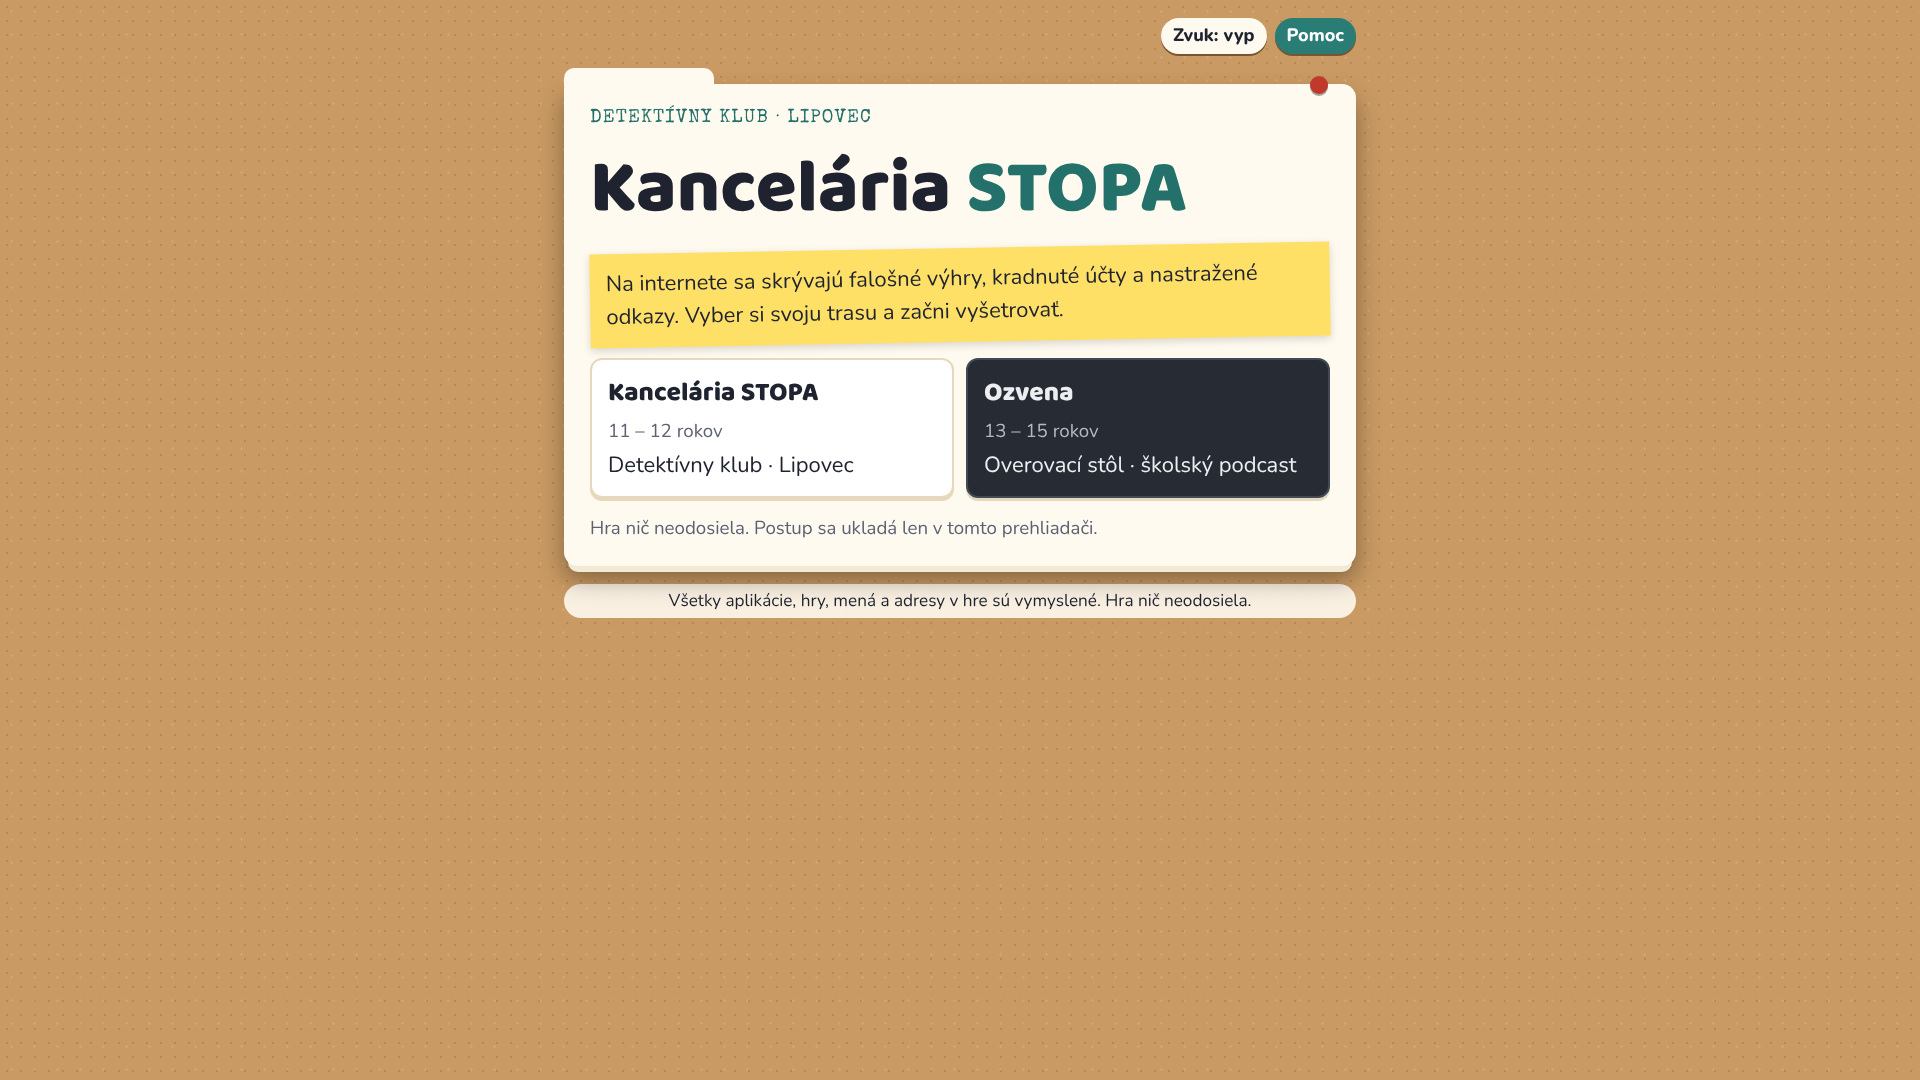 Zvuk: vyp
Pomoc
DETEKTÍVNY KLUB · LIPOVEC
Kancelária STOPA
Na internete sa skrývajú falošné výhry, kradnuté účty a nastražené
odkazy. Vyber si svoju trasu a začni vyšetrovať.
Kancelária STOPA
11 – 12 rokov
Detektívny klub · Lipovec
Ozvena
13 – 15 rokov
Overovací stôl · školský podcast
Hra nič neodosiela. Postup sa ukladá len v tomto prehliadači.
Všetky aplikácie, hry, mená a adresy v hre sú vymyslené. Hra nič neodosiela.